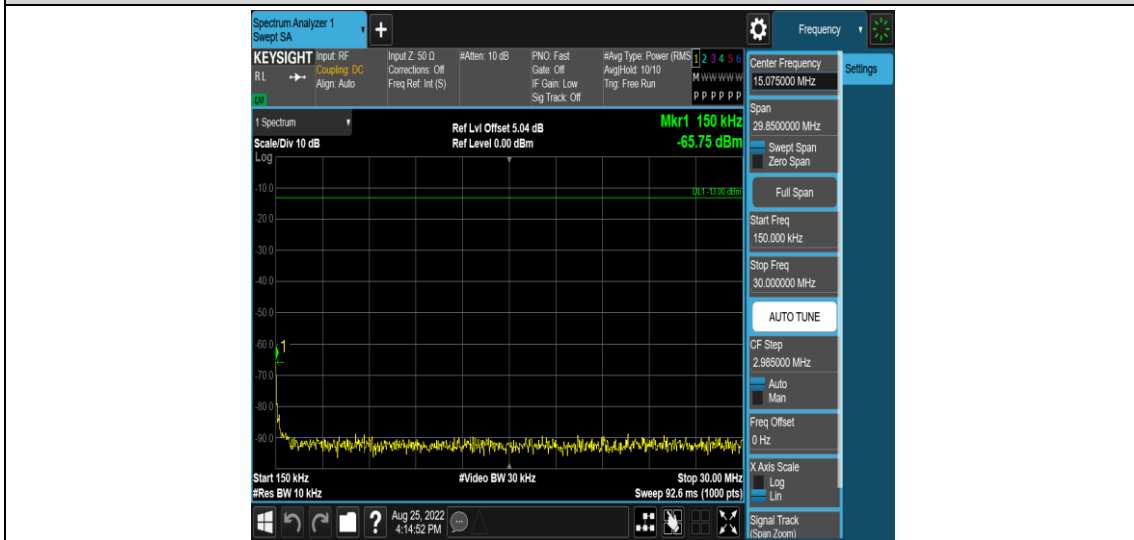 Spectrum Analyzer 1
Swept SA
+
Frequency
KEYSIGHT
RL
LXI
Input: RF
Coupling: DC
Align: Auto
Input Z: 50 Ω
Corrections: Off
Freq Ref: Int (S)
#Atten: 10 dB
PNO: Fast
Gate: Off
IF Gain: Low
Sig Track: Off
#Avg Type: Power (RMS
Avg|Hold: 10/10
Trig: Free Run
1 2 3 4 5 6
M W W W W W
P P P P P P
1 Spectrum
Scale/Div 10 dB
Ref Lvl Offset 5.04 dB
Ref Level 0.00 dBm
Mkr1 150 kHz
-65.75 dBm
Log
-10.0
DL1 -13.00 dBm
-20.0
-30.0
-40.0
-50.0
-60.0
1
-70.0
-80.0
-90.0
Start 150 kHz
#Video BW 30 kHz
Stop 30.00 MHz
#Res BW 10 kHz
Sweep 92.6 ms (1000 pts)
Center Frequency
15.075000 MHz
Settings
Span
29.8500000 MHz
Swept Span
Zero Span
Full Span
Start Freq
150.000 kHz
Stop Freq
30.000000 MHz
AUTO TUNE
CF Step
2.985000 MHz
Auto
Man
Freq Offset
0 Hz
X Axis Scale
Log
Lin
Signal Track
(Span Zoom)
?
Aug 25, 2022
4:14:52 PM